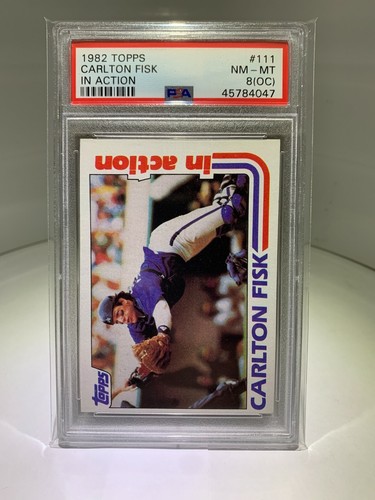 1982 TOPPS #111
CARLTON FISK NM-MT
IN ACTION 8(OC)
PSA 45784047
in action
TOPPS
CARLTON FISK